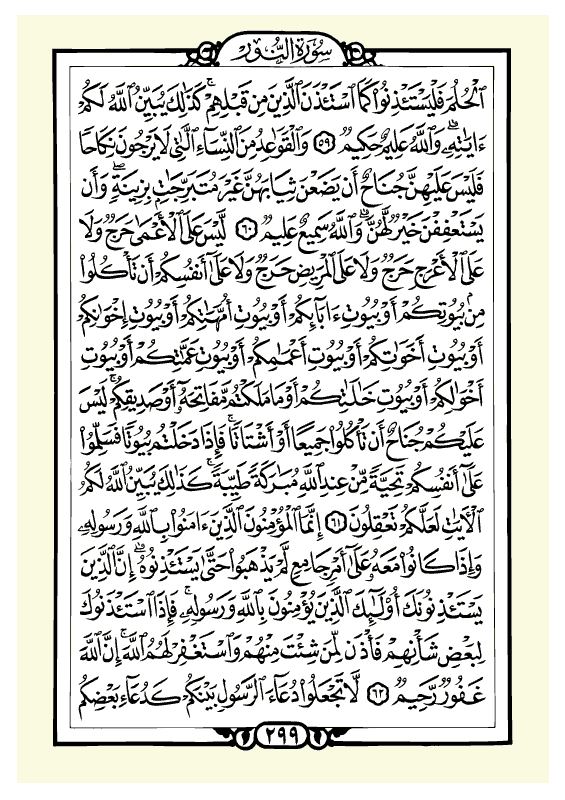 سورة النور
ٱلْحُلُمَ فَلْيَسْتَـْٔذِنُوا۟ كَمَا ٱسْتَـْٔذَنَ ٱلَّذِينَ مِن قَبْلِهِمْ ۚ كَذَٰلِكَ يُبَيِّنُ ٱللَّهُ لَكُمْ
ءَايَٰتِهِۦ ۗ وَٱللَّهُ عَلِيمٌ حَكِيمٌ ٥٩ وَٱلْقَوَٰعِدُ مِنَ ٱلنِّسَآءِ ٱلَّٰتِى لَا يَرْجُونَ نِكَاحًا
فَلَيْسَ عَلَيْهِنَّ جُنَاحٌ أَن يَضَعْنَ ثِيَابَهُنَّ غَيْرَ مُتَبَرِّجَٰتٍۭ بِزِينَةٍ ۖ وَأَن
يَسْتَعْفِفْنَ خَيْرٌ لَّهُنَّ ۗ وَٱللَّهُ سَمِيعٌ عَلِيمٌ ٦٠ لَّيْسَ عَلَى ٱلْأَعْمَىٰ حَرَجٌ وَلَا
عَلَى ٱلْأَعْرَجِ حَرَجٌ وَلَا عَلَى ٱلْمَرِيضِ حَرَجٌ وَلَا عَلَىٰٓ أَنفُسِكُمْ أَن تَأْكُلُوا۟
مِنۢ بُيُوتِكُمْ أَوْ بُيُوتِ ءَابَآئِكُمْ أَوْ بُيُوتِ أُمَّهَٰتِكُمْ أَوْ بُيُوتِ إِخْوَٰنِكُمْ
أَوْ بُيُوتِ أَخَوَٰتِكُمْ أَوْ بُيُوتِ أَعْمَٰمِكُمْ أَوْ بُيُوتِ عَمَّٰتِكُمْ أَوْ بُيُوتِ
أَخْوَٰلِكُمْ أَوْ بُيُوتِ خَٰلَٰتِكُمْ أَوْ مَا مَلَكْتُم مَّفَاتِحَهُۥٓ أَوْ صَدِيقِكُمْ ۚ لَيْسَ
عَلَيْكُمْ جُنَاحٌ أَن تَأْكُلُوا۟ جَمِيعًا أَوْ أَشْتَاتًا ۚ فَإِذَا دَخَلْتُم بُيُوتًا فَسَلِّمُوا۟
عَلَىٰٓ أَنفُسِكُمْ تَحِيَّةً مِّنْ عِندِ ٱللَّهِ مُبَٰرَكَةً طَيِّبَةً ۚ كَذَٰلِكَ يُبَيِّنُ ٱللَّهُ لَكُمُ
ٱلْـَٔايَٰتِ لَعَلَّكُمْ تَعْقِلُونَ ٦١ إِنَّمَا ٱلْمُؤْمِنُونَ ٱلَّذِينَ ءَامَنُوا۟ بِٱللَّهِ وَرَسُولِهِۦ
وَإِذَا كَانُوا۟ مَعَهُۥ عَلَىٰٓ أَمْرٍ جَامِعٍ لَّمْ يَذْهَبُوا۟ حَتَّىٰ يَسْتَـْٔذِنُوهُ ۚ إِنَّ ٱلَّذِينَ
يَسْتَـْٔذِنُونَكَ أُو۟لَٰٓئِكَ ٱلَّذِينَ يُؤْمِنُونَ بِٱللَّهِ وَرَسُولِهِۦ ۚ فَإِذَا ٱسْتَـْٔذَنُوكَ
لِبَعْضِ شَأْنِهِمْ فَأْذَن لِّمَن شِئْتَ مِنْهُمْ وَٱسْتَغْفِرْ لَهُمُ ٱللَّهَ ۚ إِنَّ ٱللَّهَ
غَفُورٌ رَّحِيمٌ ٦٢ لَّا تَجْعَلُوا۟ دُعَآءَ ٱلرَّسُولِ بَيْنَكُمْ كَدُعَآءِ بَعْضِكُم
٢٩٩